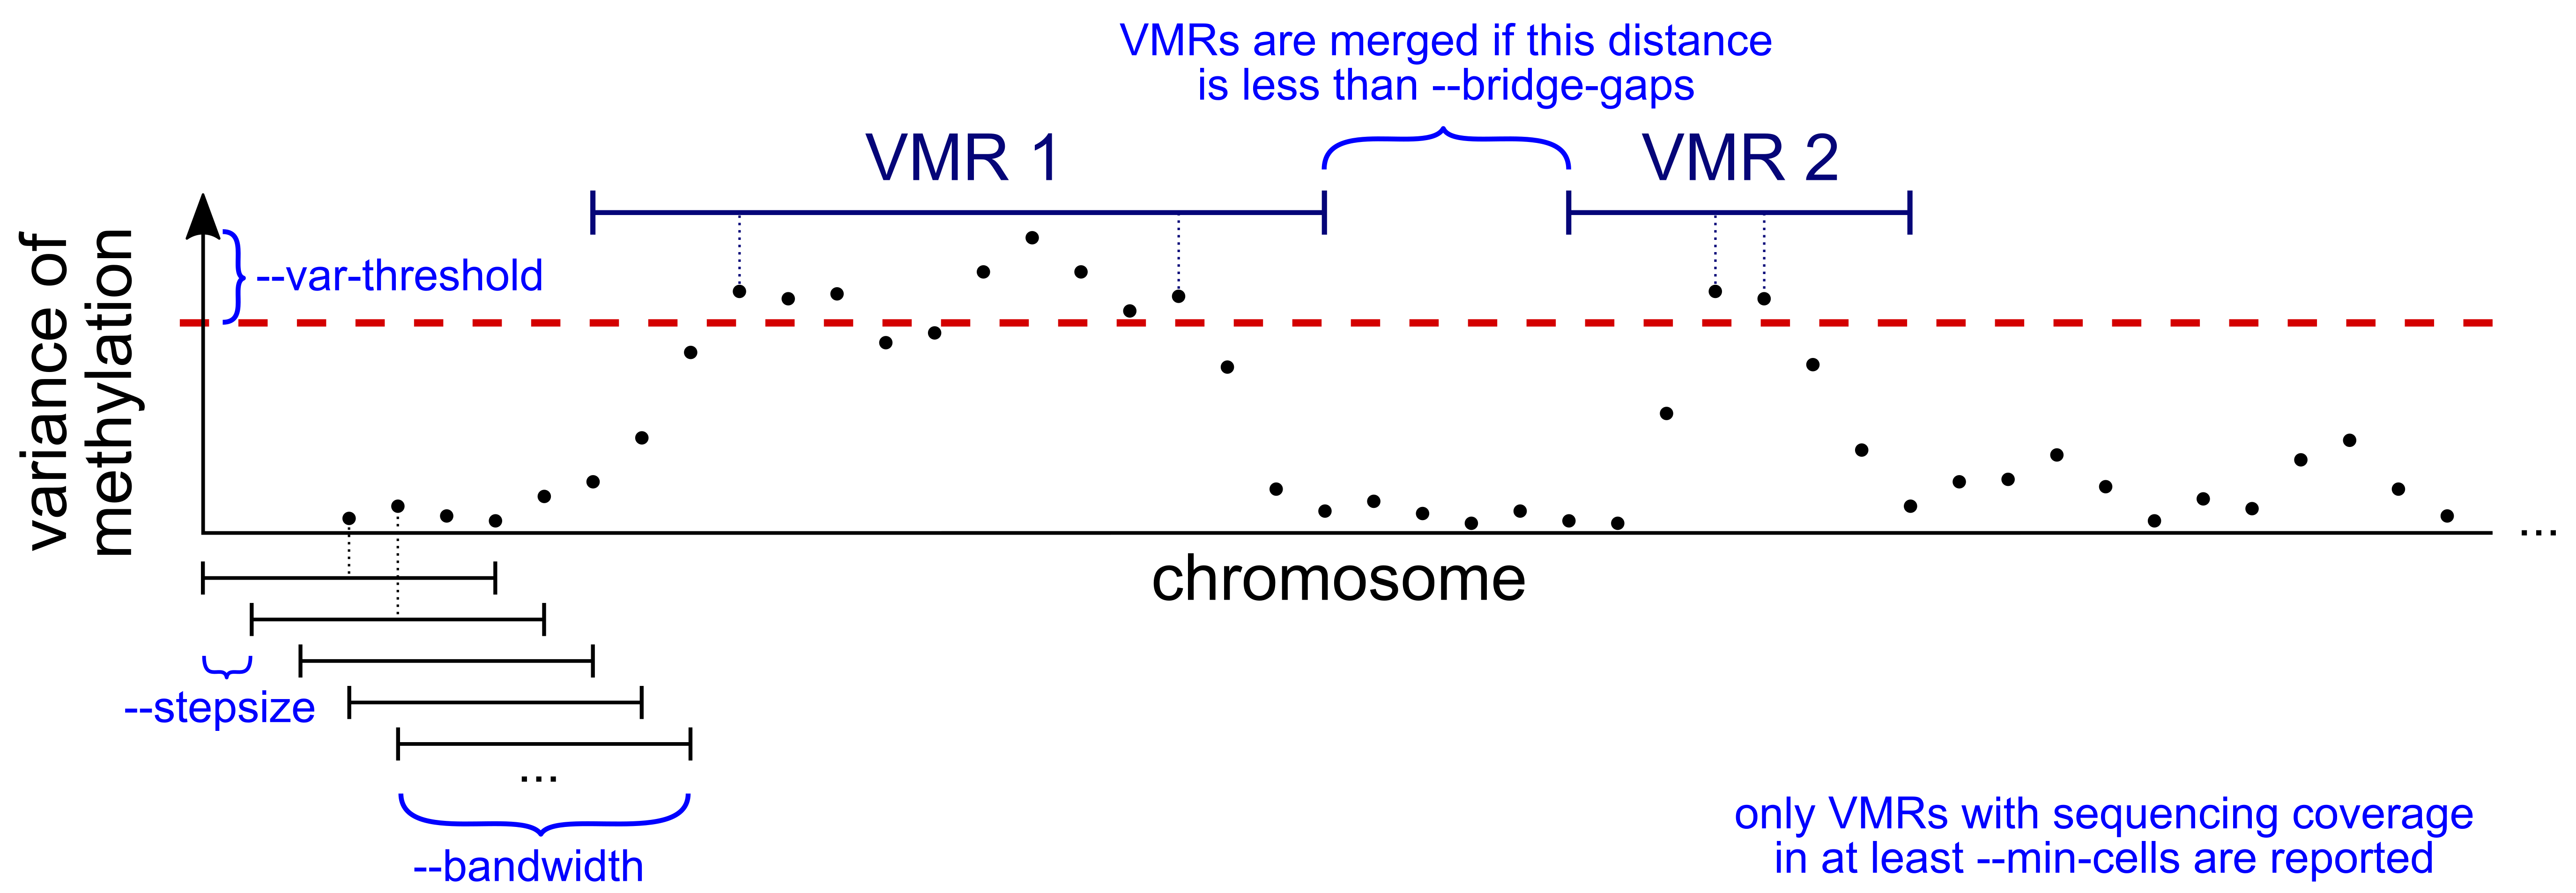 VMRs are merged if this distance
is less than --bridge-gaps
VMR 1
VMR 2
variance of
methylation
--var-threshold
...
chromosome
--stepsize
...
--bandwidth
only VMRs with sequencing coverage
in at least --min-cells are reported